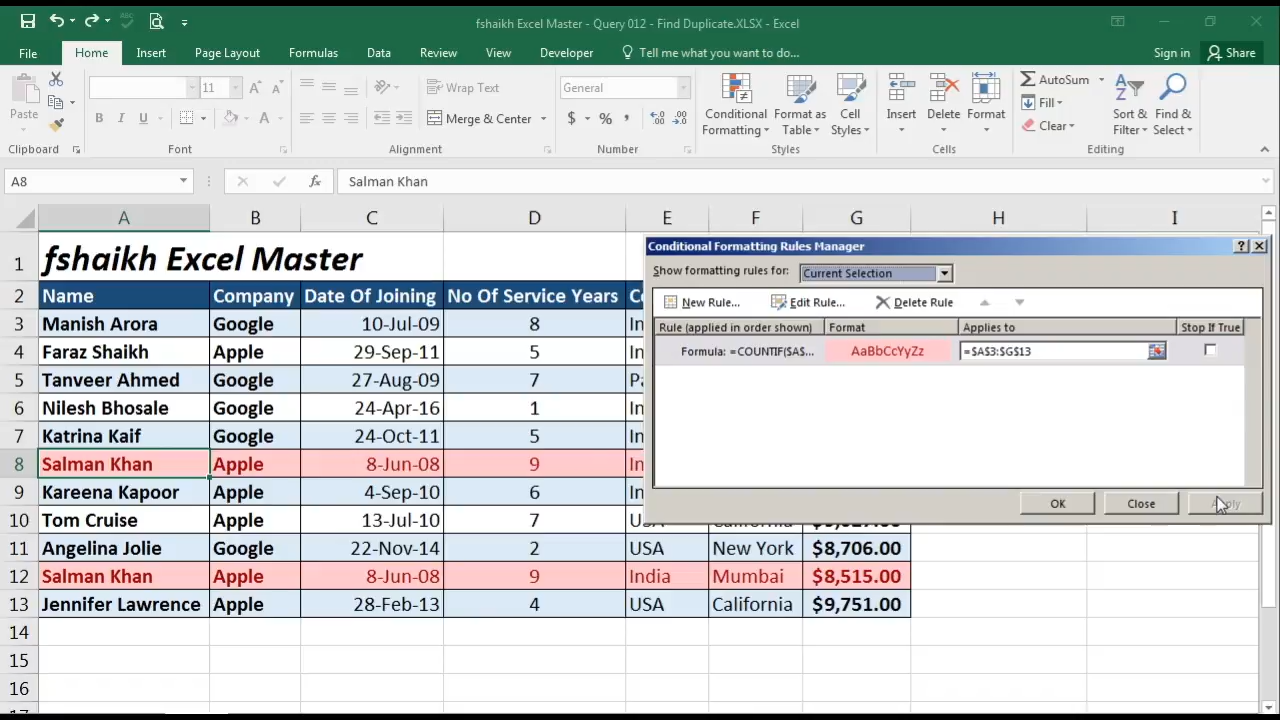 fshaikh Excel Master - Query 012 - Find Duplicate.XLSX - Excel
File Home Insert Page Layout Formulas Data Review View Developer Tell me what you want to do... Sign in Share
Paste
11
Wrap Text
General
Merge & Center
$ % ,
Conditional Formatting
Format as Table
Cell Styles
Insert
Delete
Format
AutoSum
Fill
Clear
Sort & Filter
Find & Select
Clipboard Font Alignment Number Styles Cells Editing
A8 fx Salman Khan
A B C D E F G H I
1 fshaikh Excel Master
2 Name Company Date Of Joining No Of Service Years
3 Manish Arora Google 10-Jul-09 8
4 Faraz Shaikh Apple 29-Sep-11 5
5 Tanveer Ahmed Google 27-Aug-09 7
6 Nilesh Bhosale Google 24-Apr-16 1
7 Katrina Kaif Google 24-Oct-11 5
8 Salman Khan Apple 8-Jun-08 9
9 Kareena Kapoor Apple 4-Sep-10 6
10 Tom Cruise Apple 13-Jul-10 7
11 Angelina Jolie Google 22-Nov-14 2 USA New York $8,706.00
12 Salman Khan Apple 8-Jun-08 9 India Mumbai $8,515.00
13 Jennifer Lawrence Apple 28-Feb-13 4 USA California $9,751.00
14
15
16
Conditional Formatting Rules Manager
Show formatting rules for: Current Selection
New Rule... Edit Rule... Delete Rule
Rule (applied in order shown) Format Applies to Stop If True
Formula: =COUNTIF($A$... AaBbCcYyZz =$A$3:$G$13
OK Close Apply